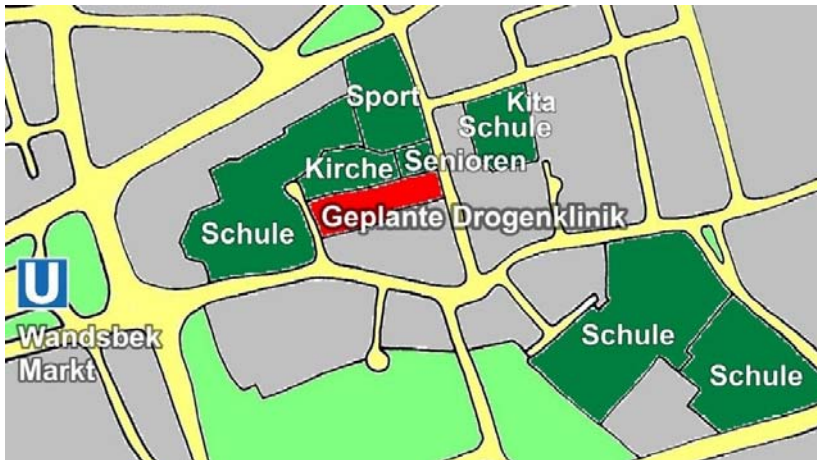 Sport
Kita
Schule
Kirche
Senioren
Geplante Drogenklinik
Schule
U
Wandsbek
Markt
Schule
Schule